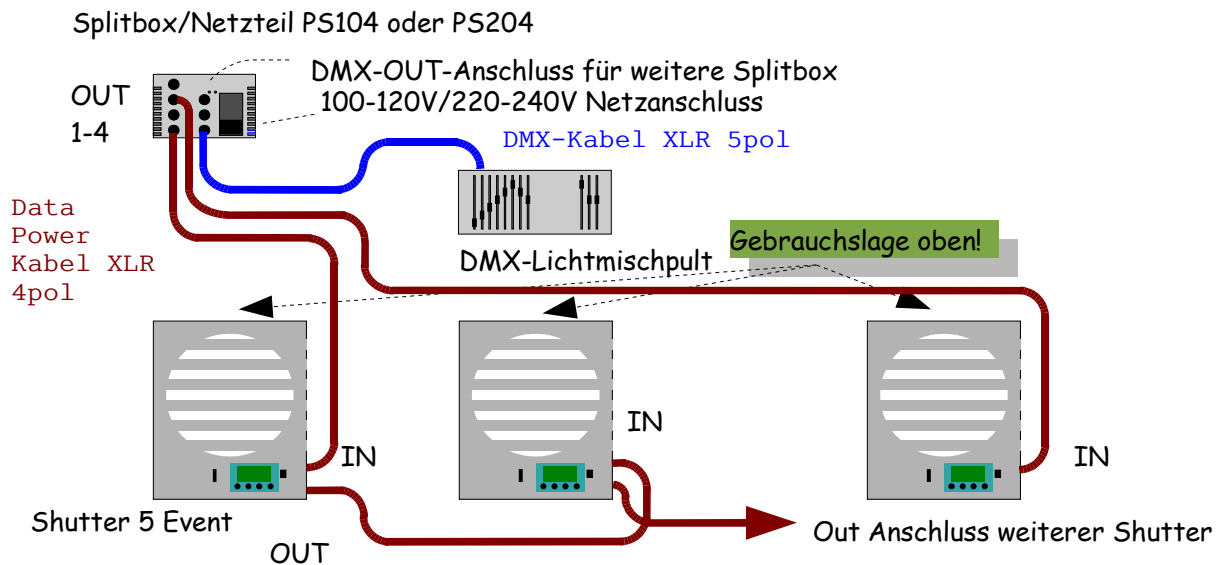 Splitbox/Netzteil PS104 oder PS204
DMX-OUT-Anschluss für weitere Splitbox
100-120V/220-240V Netzanschluss
OUT
1-4
DMX-Kabel XLR 5pol
Data
Power
Kabel XLR
4pol
Gebrauchslage oben!
DMX-Lichtmischpult
IN
IN
IN
Shutter 5 Event
OUT
Out Anschluss weiterer Shutter